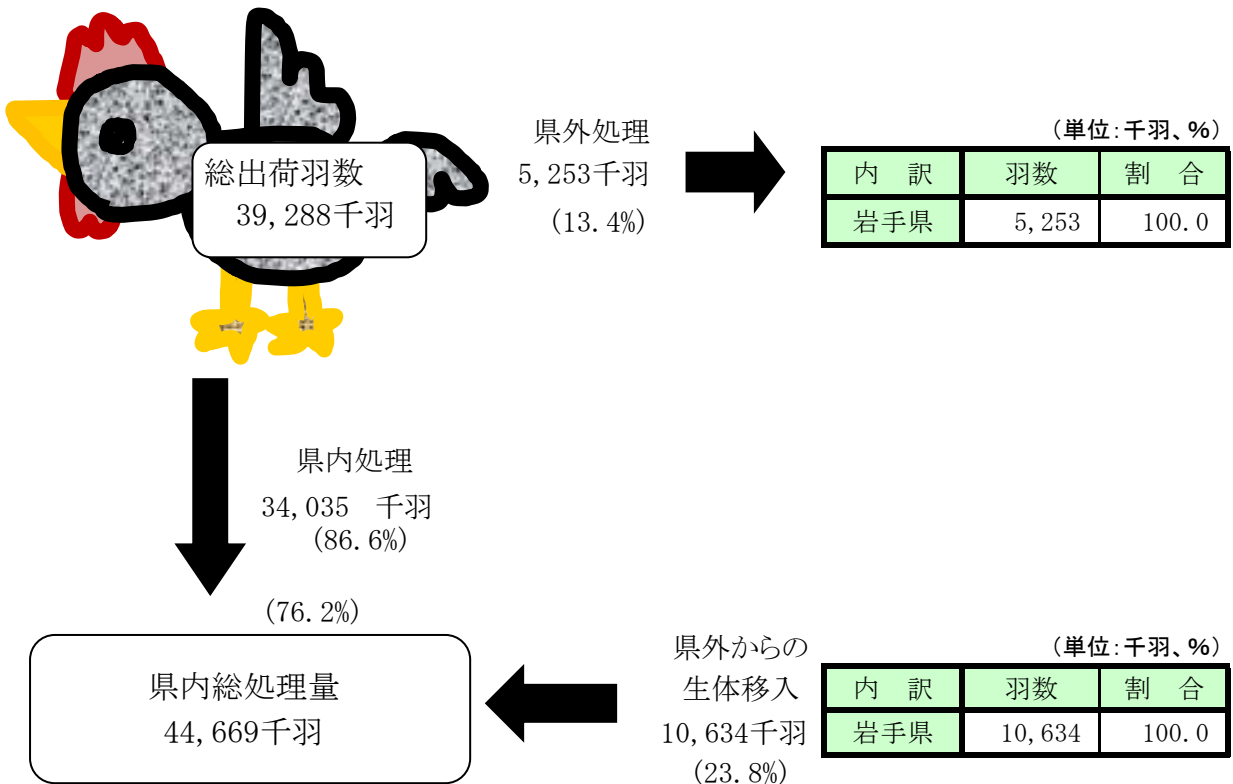 総出荷羽数
39,288千羽
県外処理
5,253千羽
(13.4%)
(単位:千羽、%)
内　訳 羽数 割　合
岩手県 5,253 100.0
県内処理
34,035　千羽
(86.6%)
(76.2%)
県内総処理量
44,669千羽
県外からの
生体移入
10,634千羽
(23.8%)
(単位:千羽、%)
内　訳 羽数 割　合
岩手県 10,634 100.0